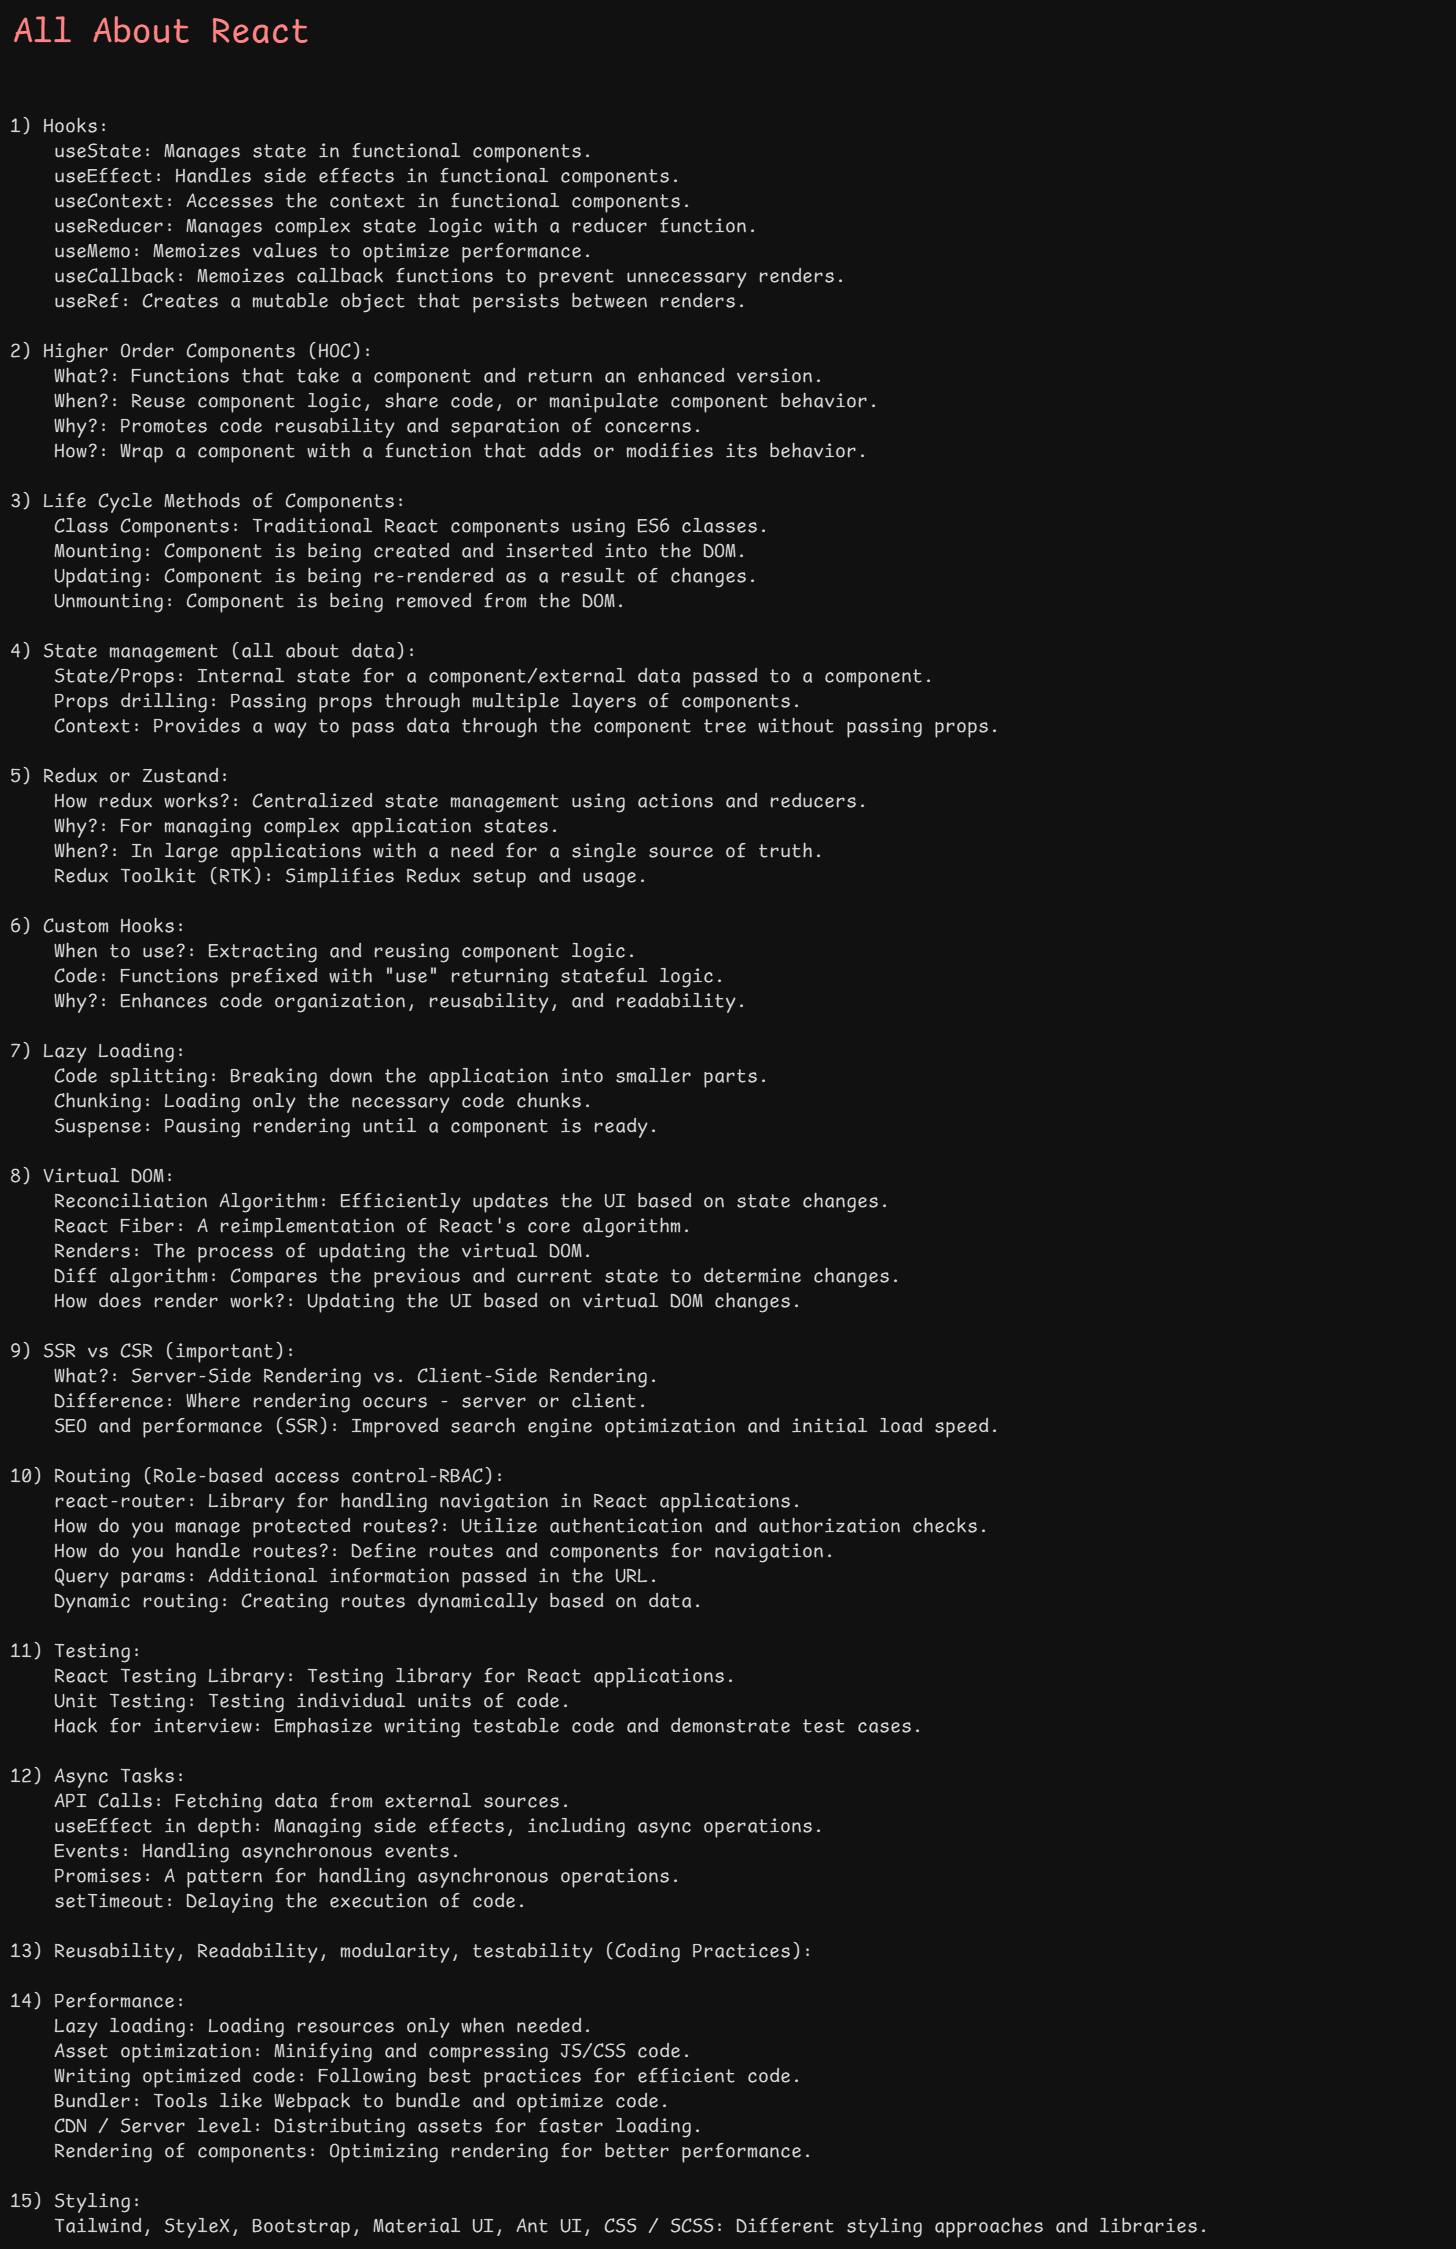 All About React
1) Hooks:
useState: Manages state in functional components.
useEffect: Handles side effects in functional components.
useContext: Accesses the context in functional components.
useReducer: Manages complex state logic with a reducer function.
useMemo: Memoizes values to optimize performance.
useCallback: Memoizes callback functions to prevent unnecessary renders.
useRef: Creates a mutable object that persists between renders.
2) Higher Order Components (HOC):
What?: Functions that take a component and return an enhanced version.
When?: Reuse component logic, share code, or manipulate component behavior.
Why?: Promotes code reusability and separation of concerns.
How?: Wrap a component with a function that adds or modifies its behavior.
3) Life Cycle Methods of Components:
Class Components: Traditional React components using ES6 classes.
Mounting: Component is being created and inserted into the DOM.
Updating: Component is being re-rendered as a result of changes.
Unmounting: Component is being removed from the DOM.
4) State management (all about data):
State/Props: Internal state for a component/external data passed to a component.
Props drilling: Passing props through multiple layers of components.
Context: Provides a way to pass data through the component tree without passing props.
5) Redux or Zustand:
How redux works?: Centralized state management using actions and reducers.
Why?: For managing complex application states.
When?: In large applications with a need for a single source of truth.
Redux Toolkit (RTK): Simplifies Redux setup and usage.
6) Custom Hooks:
When to use?: Extracting and reusing component logic.
Code: Functions prefixed with "use" returning stateful logic.
Why?: Enhances code organization, reusability, and readability.
7) Lazy Loading:
Code splitting: Breaking down the application into smaller parts.
Chunking: Loading only the necessary code chunks.
Suspense: Pausing rendering until a component is ready.
8) Virtual DOM:
Reconciliation Algorithm: Efficiently updates the UI based on state changes.
React Fiber: A reimplementation of React's core algorithm.
Renders: The process of updating the virtual DOM.
Diff algorithm: Compares the previous and current state to determine changes.
How does render work?: Updating the UI based on virtual DOM changes.
9) SSR vs CSR (important):
What?: Server-Side Rendering vs. Client-Side Rendering.
Difference: Where rendering occurs - server or client.
SEO and performance (SSR): Improved search engine optimization and initial load speed.
10) Routing (Role-based access control-RBAC):
react-router: Library for handling navigation in React applications.
How do you manage protected routes?: Utilize authentication and authorization checks.
How do you handle routes?: Define routes and components for navigation.
Query params: Additional information passed in the URL.
Dynamic routing: Creating routes dynamically based on data.
11) Testing:
React Testing Library: Testing library for React applications.
Unit Testing: Testing individual units of code.
Hack for interview: Emphasize writing testable code and demonstrate test cases.
12) Async Tasks:
API Calls: Fetching data from external sources.
useEffect in depth: Managing side effects, including async operations.
Events: Handling asynchronous events.
Promises: A pattern for handling asynchronous operations.
setTimeout: Delaying the execution of code.
13) Reusability, Readability, modularity, testability (Coding Practices):
14) Performance:
Lazy loading: Loading resources only when needed.
Asset optimization: Minifying and compressing JS/CSS code.
Writing optimized code: Following best practices for efficient code.
Bundler: Tools like Webpack to bundle and optimize code.
CDN / Server level: Distributing assets for faster loading.
Rendering of components: Optimizing rendering for better performance.
15) Styling:
Tailwind, StyleX, Bootstrap, Material UI, Ant UI, CSS / SCSS: Different styling approaches and libraries.